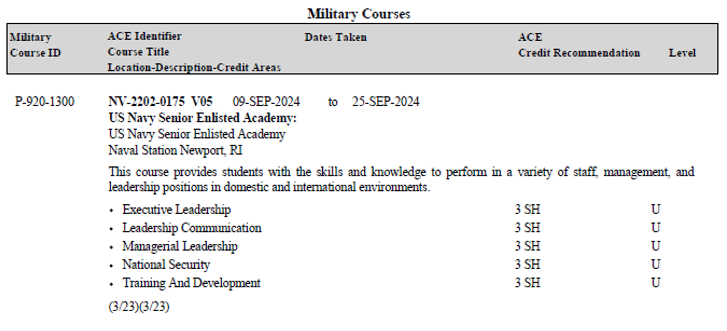 Military Courses
Military ACE Identifier Dates Taken ACE
Course ID Course Title Credit Recommendation Level
Location-Description-Credit Areas
P-920-1300 NV-2202-0175 V05 09-SEP-2024 to 25-SEP-2024
US Navy Senior Enlisted Academy:
US Navy Senior Enlisted Academy
Naval Station Newport, RI
This course provides students with the skills and knowledge to perform in a variety of staff, management, and
leadership positions in domestic and international environments.
• Executive Leadership 3 SH U
• Leadership Communication 3 SH U
• Managerial Leadership 3 SH U
• National Security 3 SH U
• Training And Development 3 SH U
(3/23)(3/23)